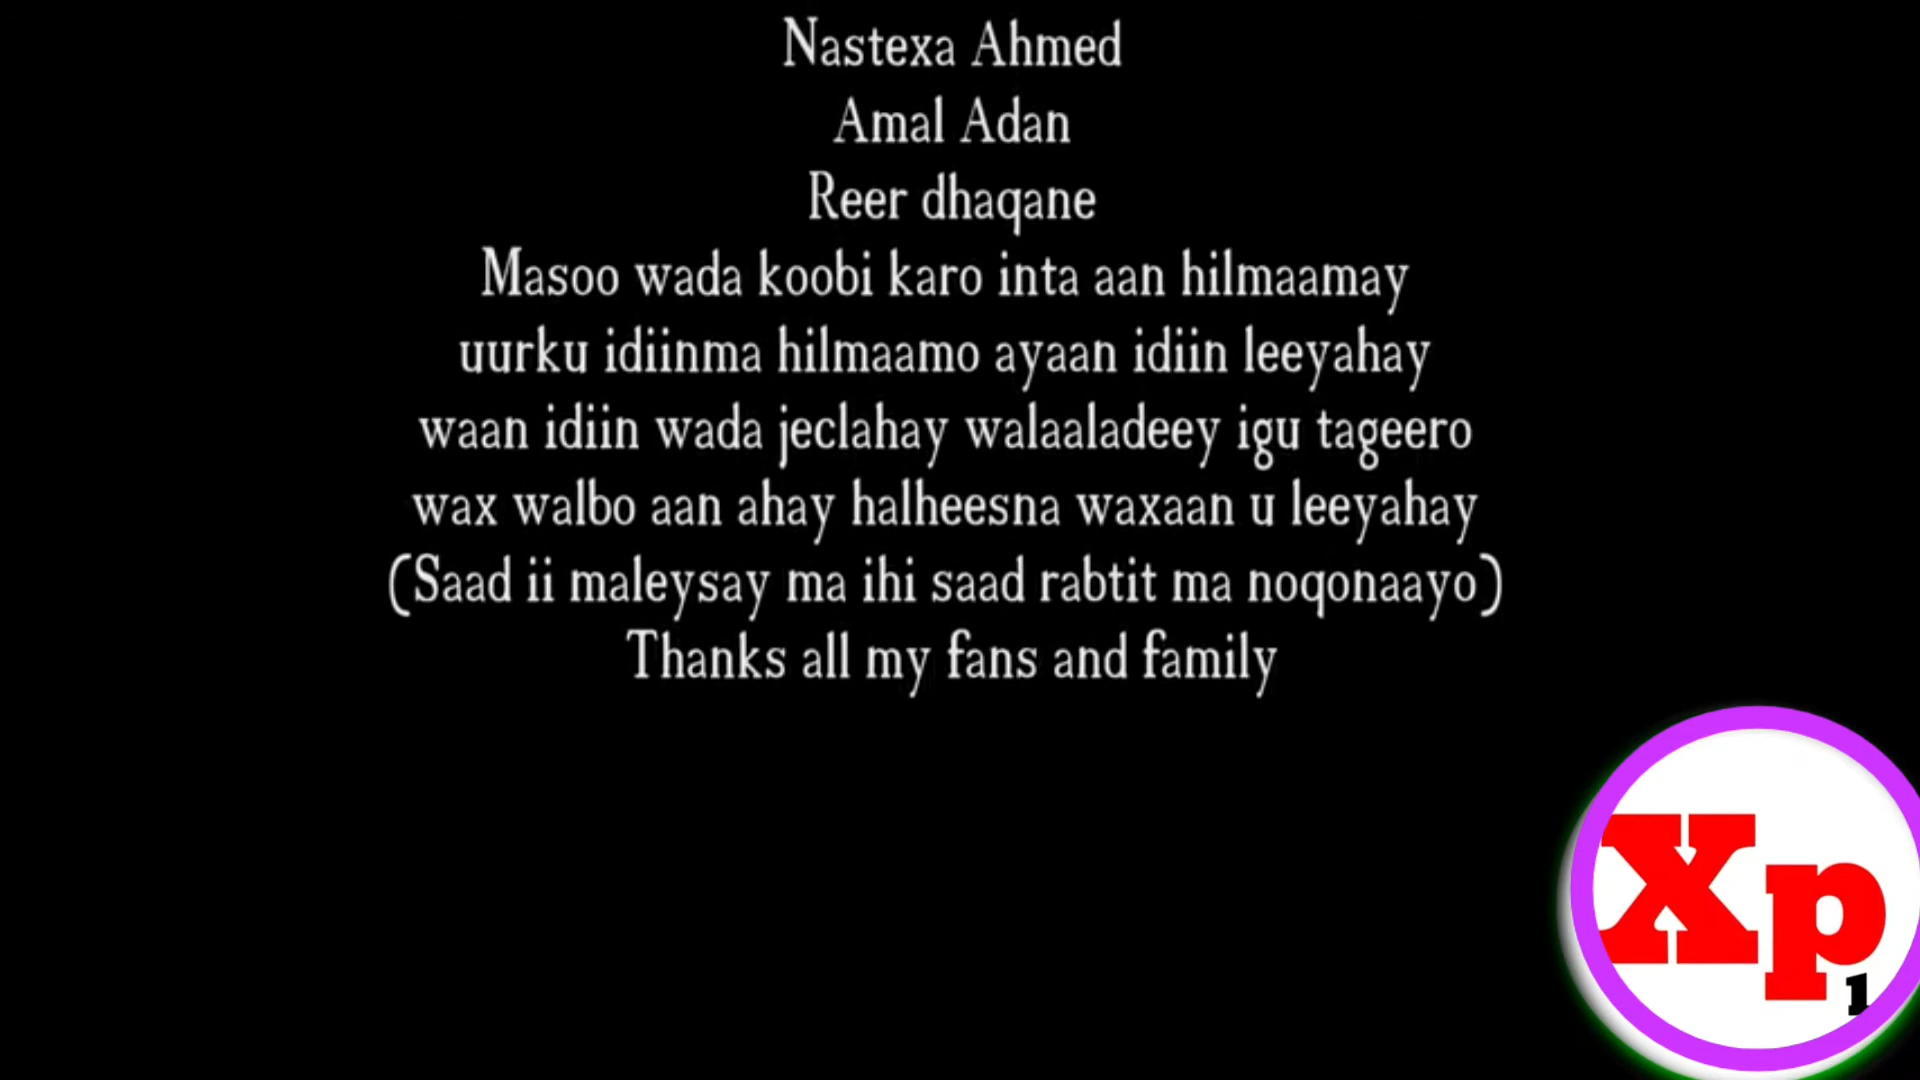 Nastexa Ahmed
Amal Adan
Reer dhaqane
Masoo wada koobi karo inta aan hilmaamay
uurku idiinma hilmaamo ayaan idiin leeyahay
waan idiin wada jeclahay walaaladeey igu tageero
wax walbo aan ahay halheesna waxaan u leeyahay
(Saad ii maleysay ma ihi saad rabtit ma noqonaayo)
Thanks all my fans and family
Xp
1